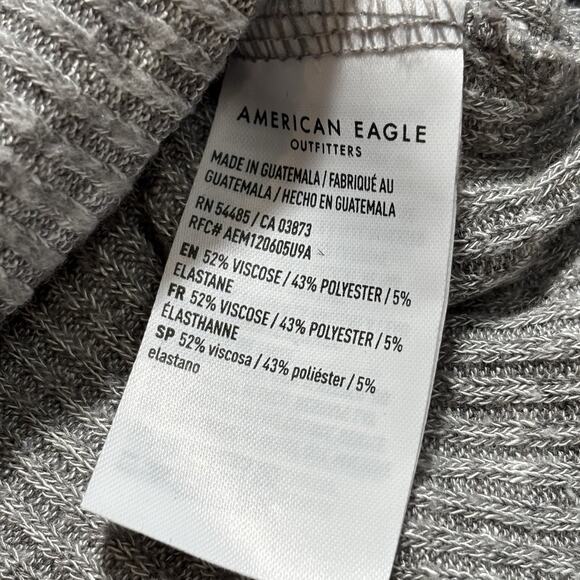 AMERICAN EAGLE
OUTFITTERS
MADE IN GUATEMALA / FABRIQUÉ AU
GUATEMALA / HECHO EN GUATEMALA
RN 54485 / CA 03873
RFC# AEM120605U9A
EN 52% VISCOSE / 43% POLYESTER / 5%
ELASTANE
FR 52% VISCOSE / 43% POLYESTER / 5%
ÉLASTHANNE
SP 52% viscosa / 43% poliéster / 5%
elastano